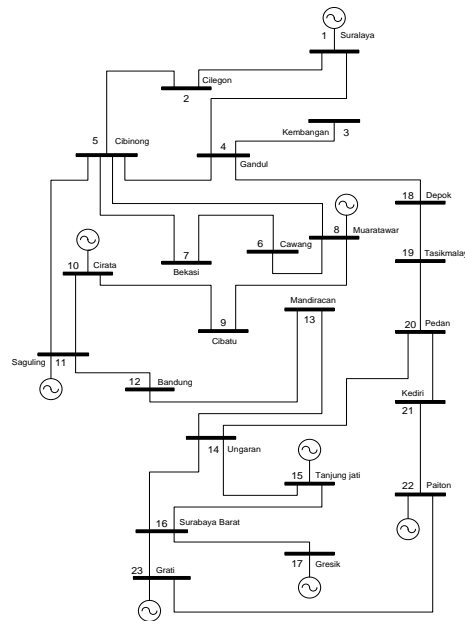 1 Suralaya
Cilegon
2
Kembangan 3
5 Cibinong
4
Gandul
18 Depok
8 Muaratawar
6 Cawang
7
Bekasi
19 Tasikmalay
10 Cirata
Mandiracan
13
9
Cibatu
20 Pedan
Saguling 11
12 Bandung
Kediri
21
14 Ungaran
15 Tanjung jati
22 Paiton
16 Surabaya Barat
17 Gresik
23 Grati